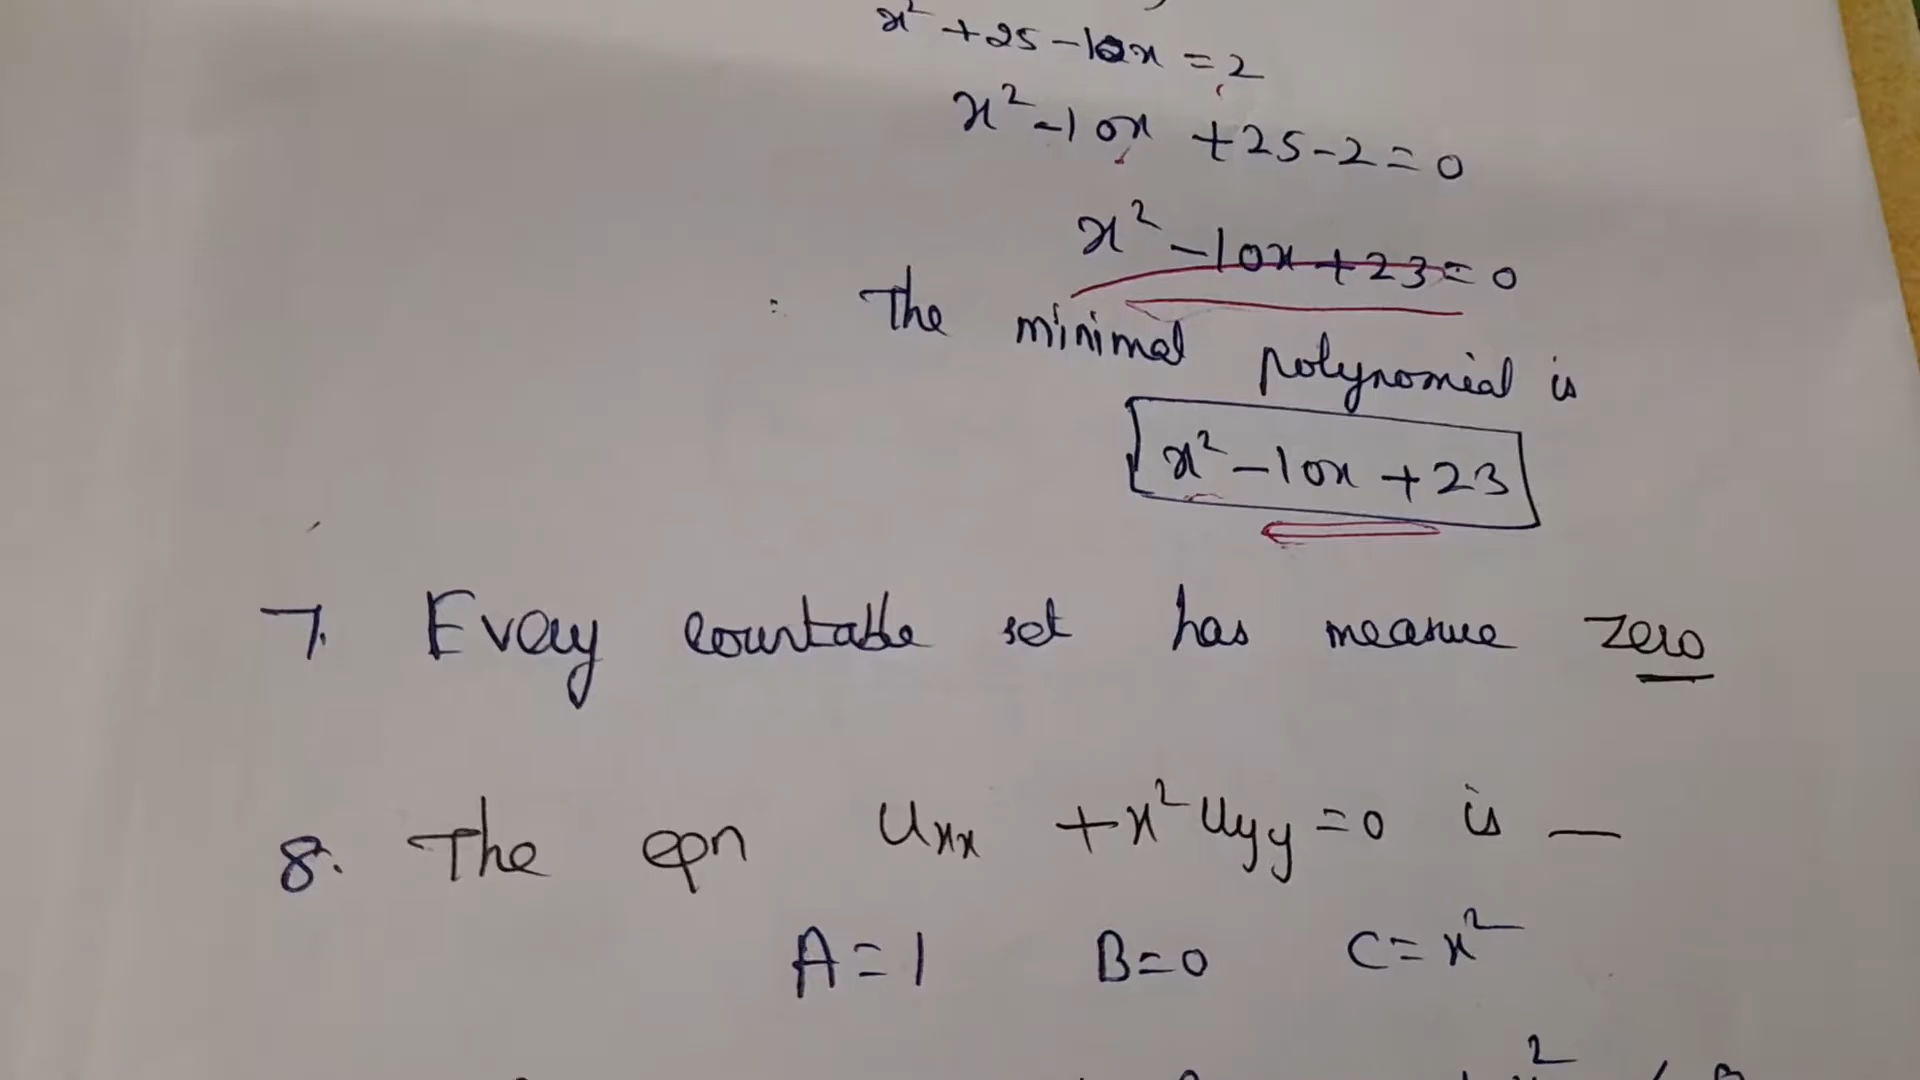 x² + 25 - 10x = 2
x² - 10x + 25 - 2 = 0
x² - 10x + 23 = 0
∴ The minimal polynomial is
x² - 10x + 23
7. Every countable set has measure zero
8. The eqn Uxx + x² Uyy = 0 is —
A = 1 B = 0 C = x²